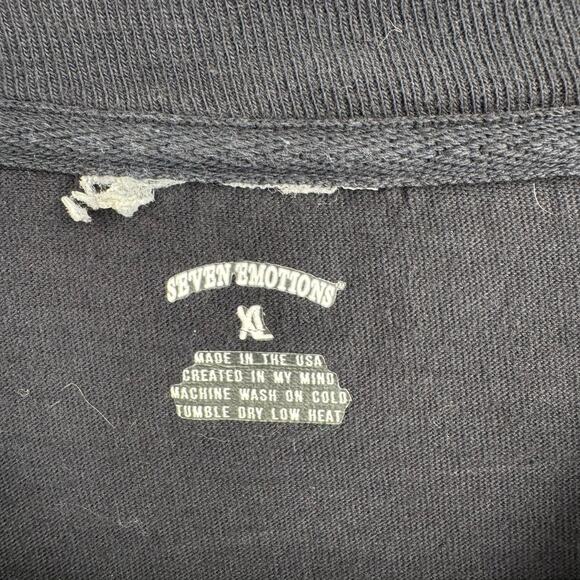 SEVEN EMOTIONS®
XL
MADE IN THE USA
CREATED IN MY MIND
MACHINE WASH ON COLD
TUMBLE DRY LOW HEAT